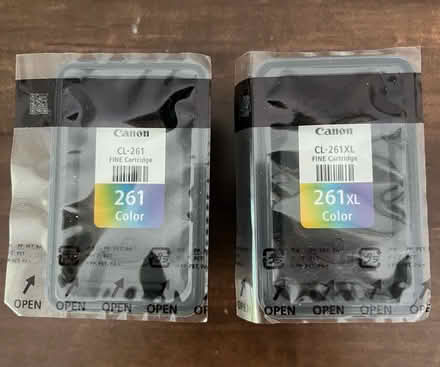 Canon
CL-261
FINE Cartridge
261
Color
OPEN OPEN OPEN OPEN
Canon
CL-261XL
FINE Cartridge
261XL
Color
OPEN OPEN OPEN OPEN